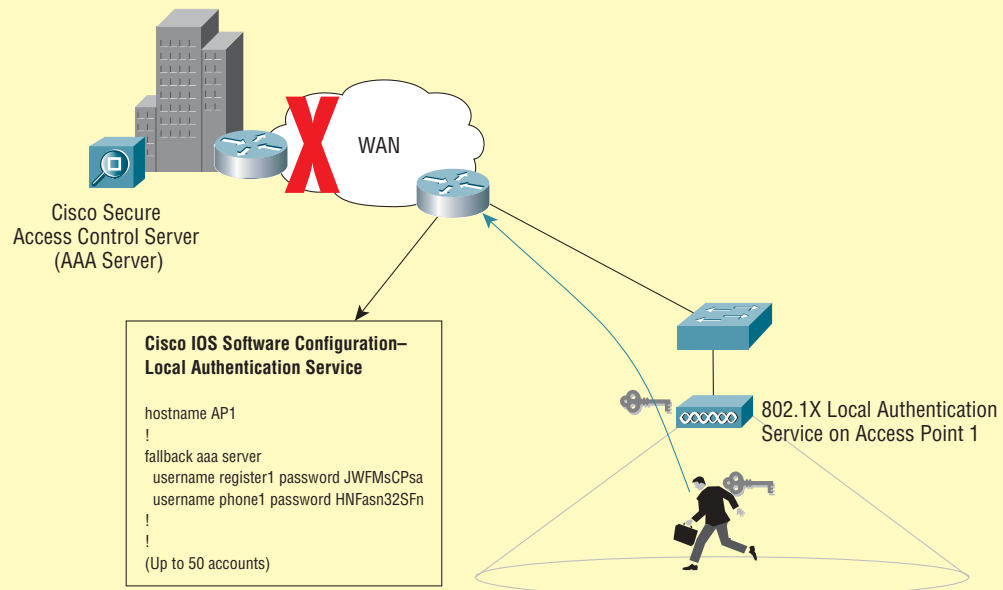 WAN
Cisco Secure
Access Control Server
(AAA Server)
Cisco IOS Software Configuration–
Local Authentication Service
hostname AP1
!
fallback aaa server
username register1 password JWFMsCPsa
username phone1 password HNFasn32SFn
!
!
(Up to 50 accounts)
802.1X Local Authentication
Service on Access Point 1